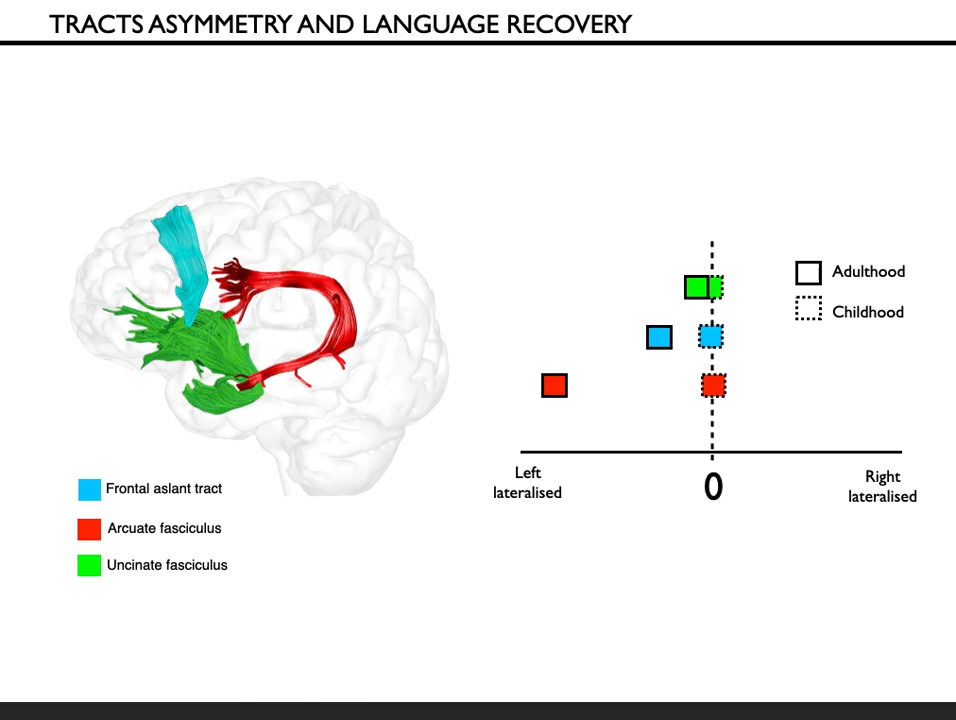 TRACTS ASYMMETRY AND LANGUAGE RECOVERY
Adulthood
Childhood
Left
lateralised
0
Right
lateralised
Frontal aslant tract
Arcuate fasciculus
Uncinate fasciculus